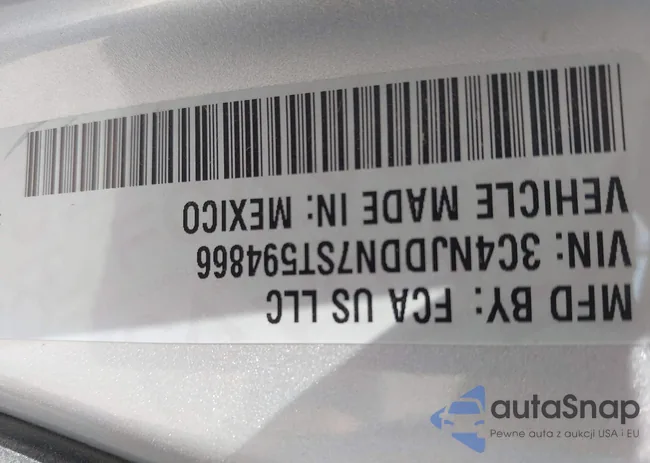 MFD BY: FCA US LLC
VIN: 3C4NJDDN7ST594866
VEHICLE MADE IN: MEXICO
autaSnap
Pewne auta z aukcji USA i EU